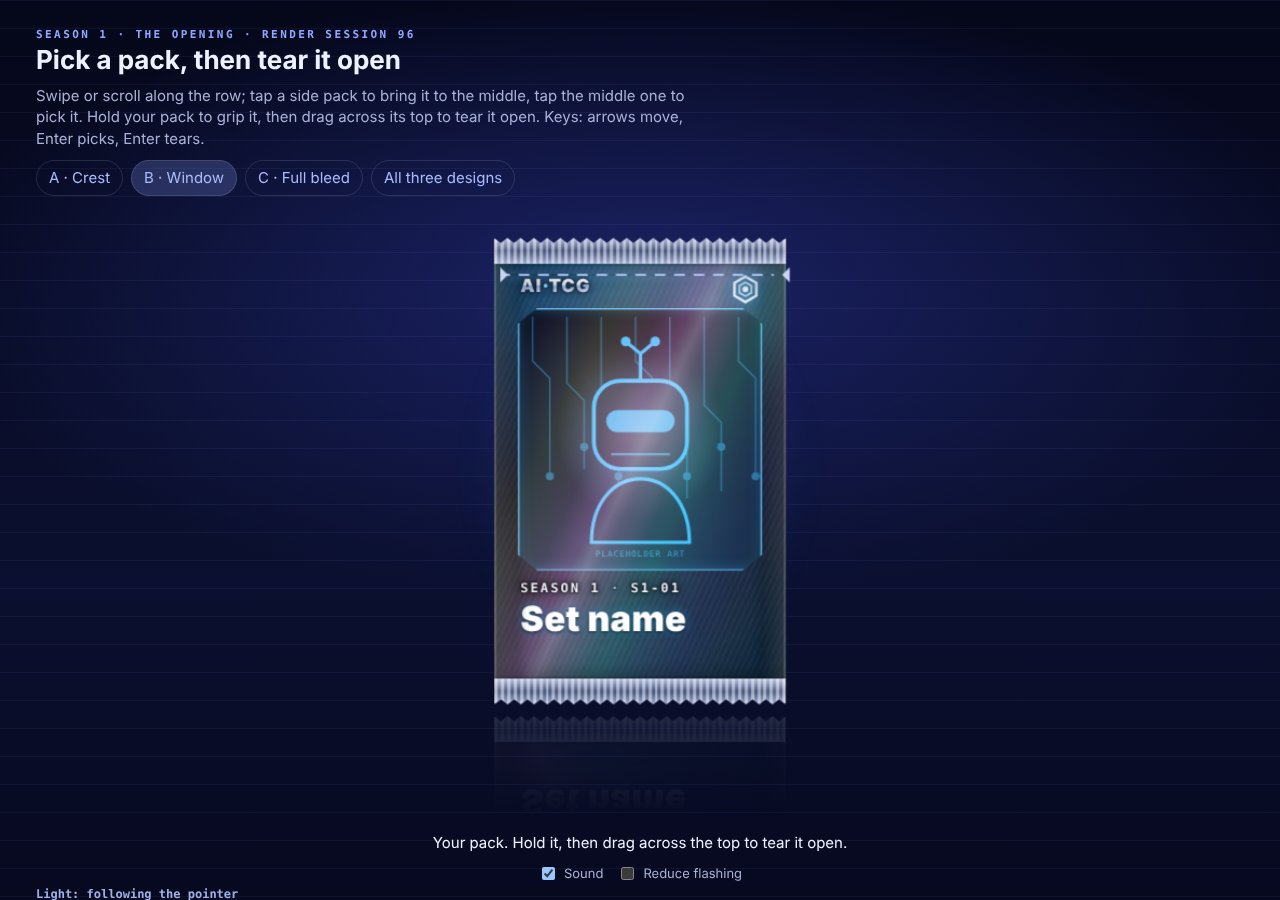 SEASON 1 · THE OPENING · RENDER SESSION 96
Pick a pack, then tear it open
Swipe or scroll along the row; tap a side pack to bring it to the middle, tap the middle one to
pick it. Hold your pack to grip it, then drag across its top to tear it open. Keys: arrows move,
Enter picks, Enter tears.
A · Crest
B · Window
C · Full bleed
All three designs
AI·TCG
PLACEHOLDER ART
SEASON 1 · S1-01
Set name
Set name
Your pack. Hold it, then drag across the top to tear it open.
Sound
Reduce flashing
Light: following the pointer